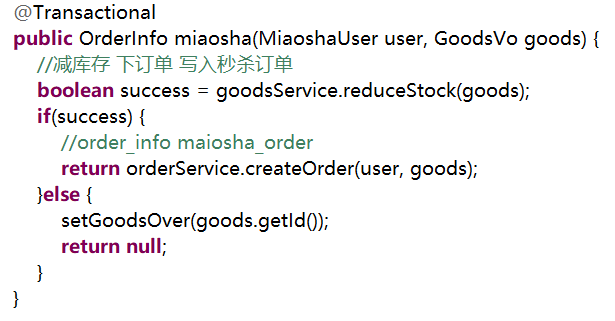 @Transactional
public OrderInfo miaosha(MiaoshaUser user, GoodsVo goods) {
//减库存 下订单 写入秒杀订单
boolean success = goodsService.reduceStock(goods);
if(success) {
//order_info maiosha_order
return orderService.createOrder(user, goods);
}else {
setGoodsOver(goods.getId());
return null;
}
}